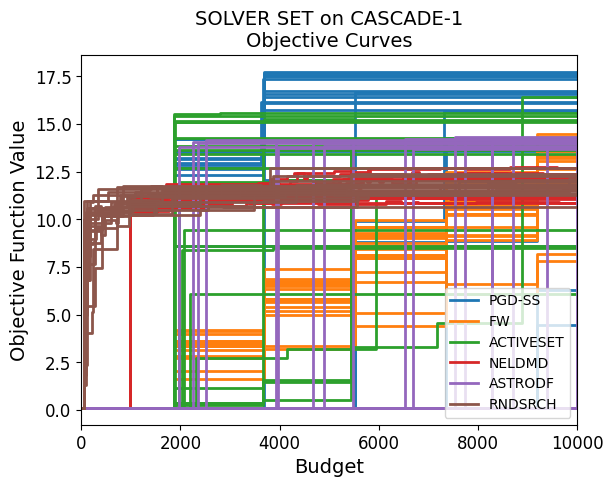 SOLVER SET on CASCADE-1
Objective Curves
Objective Function Value
17.5
15.0
12.5
10.0
7.5
5.0
2.5
0.0
PGD-SS
FW
ACTIVESET
NELDMD
ASTRODF
RNDSRCH
0 2000 4000 6000 8000 10000
Budget